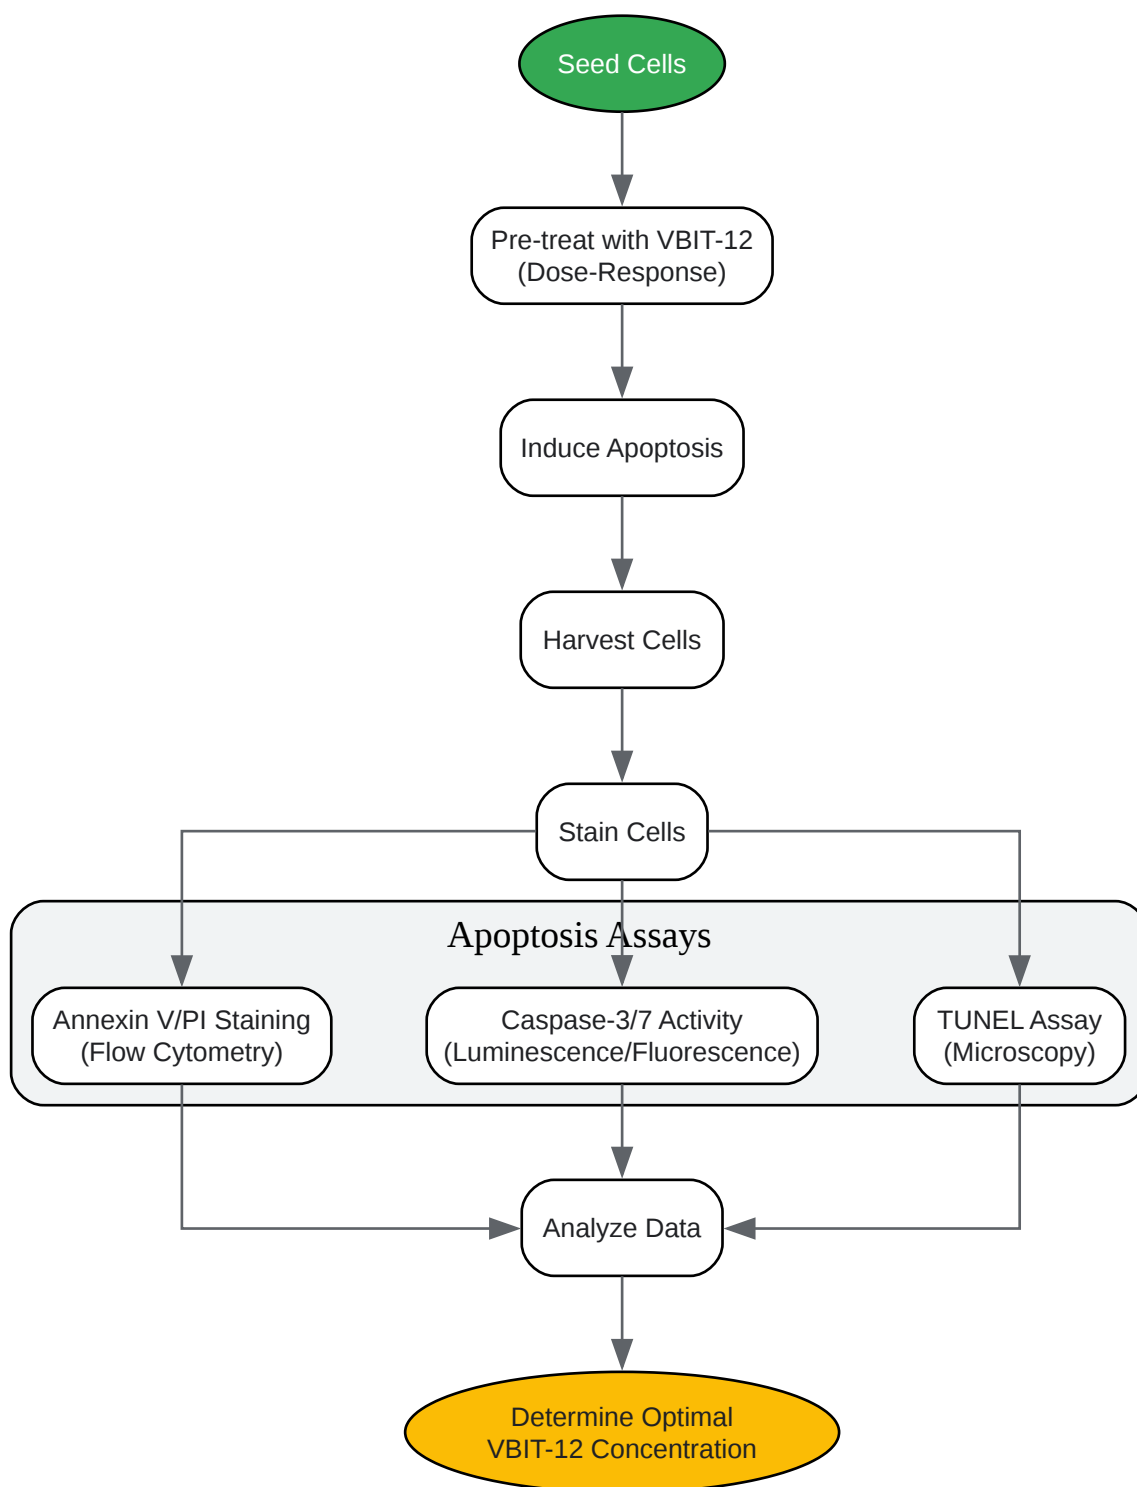 Seed Cells
Pre-treat with VBIT-12
(Dose-Response)
Induce Apoptosis
Harvest Cells
Stain Cells
Apoptosis Assays
Annexin V/PI Staining
(Flow Cytometry)
Caspase-3/7 Activity
(Luminescence/Fluorescence)
TUNEL Assay
(Microscopy)
Analyze Data
Determine Optimal
VBIT-12 Concentration